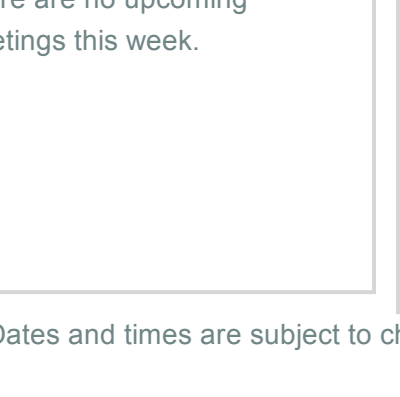 re are no upcoming
etings this week.
Dates and times are subject to ch